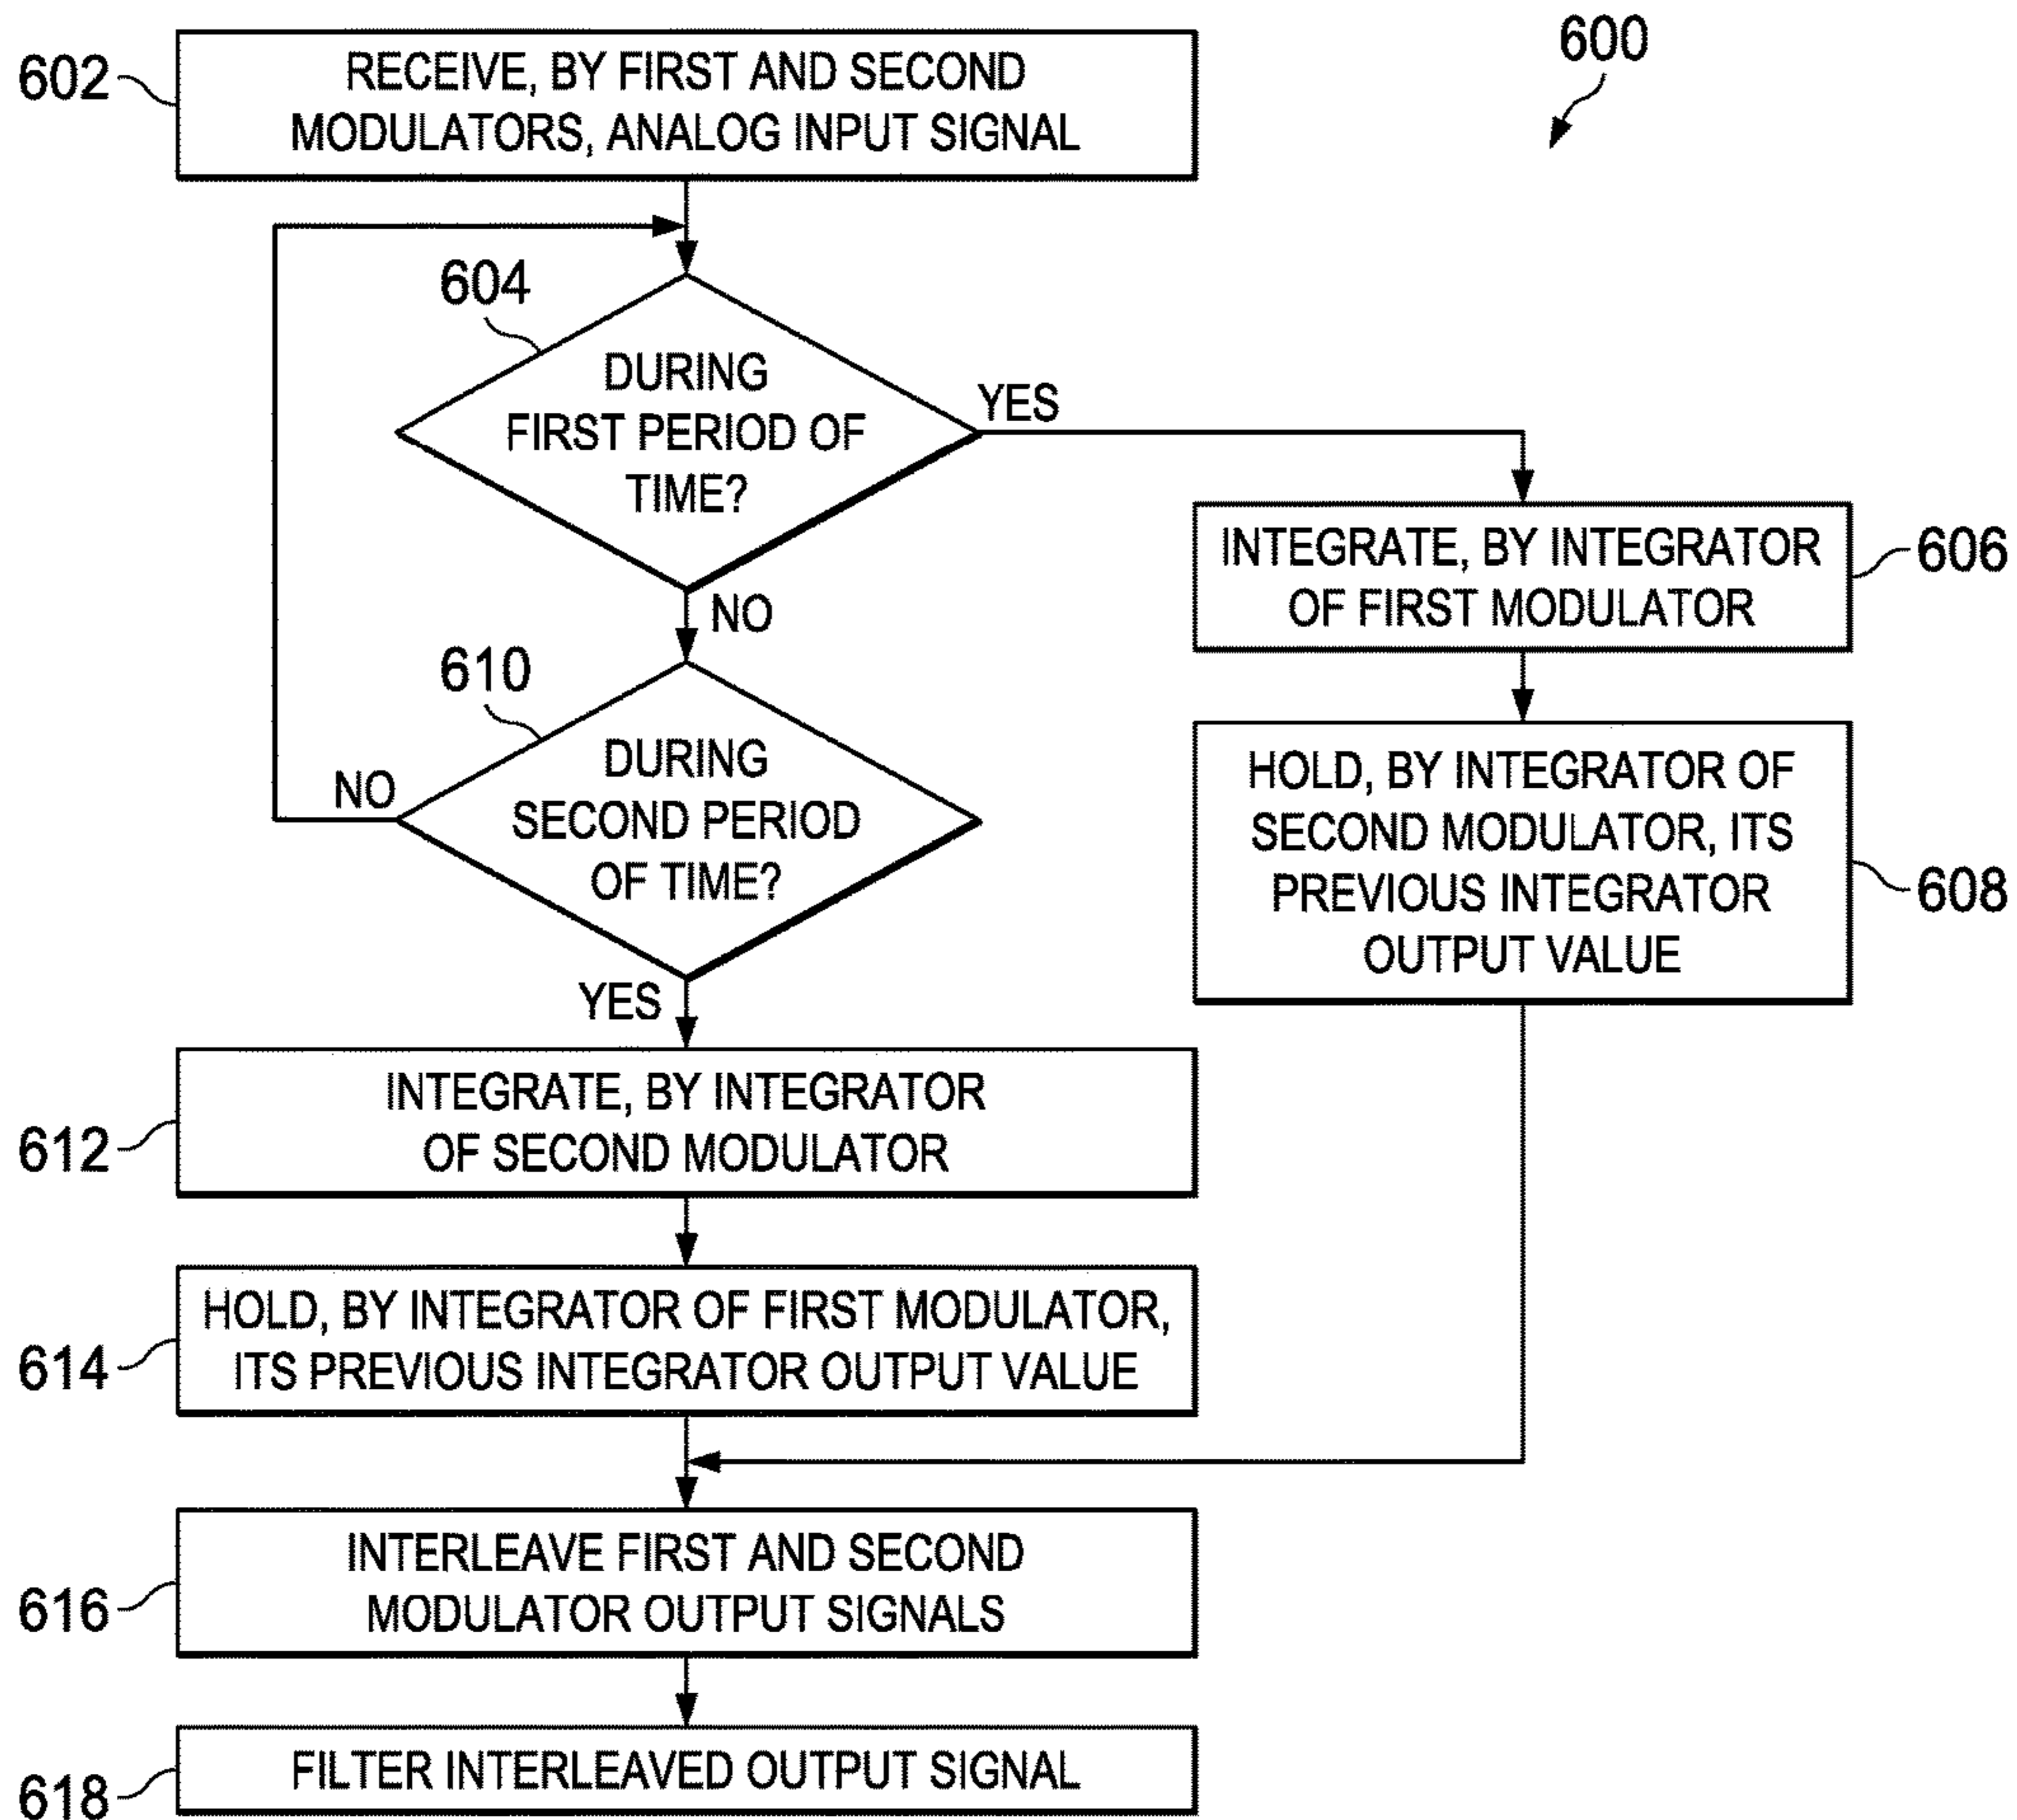 600
602
RECEIVE, BY FIRST AND SECOND
MODULATORS, ANALOG INPUT SIGNAL
604
DURING
FIRST PERIOD OF
TIME?
YES
NO
606
INTEGRATE, BY INTEGRATOR
OF FIRST MODULATOR
608
HOLD, BY INTEGRATOR OF
SECOND MODULATOR, ITS
PREVIOUS INTEGRATOR
OUTPUT VALUE
610
DURING
SECOND PERIOD
OF TIME?
NO
YES
612
INTEGRATE, BY INTEGRATOR
OF SECOND MODULATOR
614
HOLD, BY INTEGRATOR OF FIRST MODULATOR,
ITS PREVIOUS INTEGRATOR OUTPUT VALUE
616
INTERLEAVE FIRST AND SECOND
MODULATOR OUTPUT SIGNALS
618
FILTER INTERLEAVED OUTPUT SIGNAL